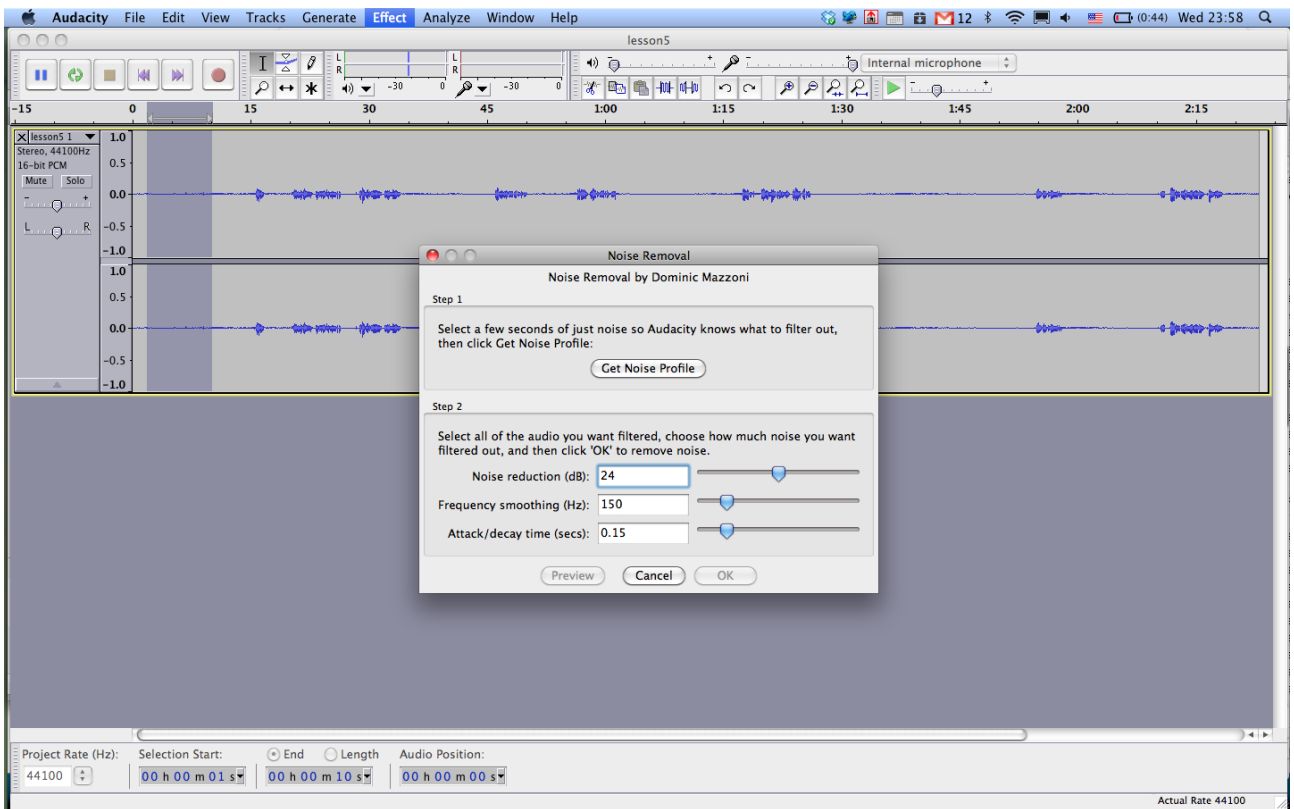 Audacity File Edit View Tracks Generate Effect Analyze Window Help 12 (0:44) Wed 23:58
lesson5
L L
R R Internal microphone
-30 0 -30 0
-15 0 15 30 45 1:00 1:15 1:30 1:45 2:00 2:15
X lesson5 1 1.0
Stereo, 44100Hz
16-bit PCM 0.5
Mute Solo
- + 0.0
L R -0.5
-1.0
1.0
0.5
0.0
-0.5
-1.0
Noise Removal
Noise Removal by Dominic Mazzoni
Step 1
Select a few seconds of just noise so Audacity knows what to filter out,
then click Get Noise Profile:
Get Noise Profile
Step 2
Select all of the audio you want filtered, choose how much noise you want
filtered out, and then click 'OK' to remove noise.
Noise reduction (dB): 24
Frequency smoothing (Hz): 150
Attack/decay time (secs): 0.15
Preview Cancel OK
Project Rate (Hz): Selection Start: End Length Audio Position:
44100 00 h 00 m 01 s 00 h 00 m 10 s 00 h 00 m 00 s
Actual Rate 44100